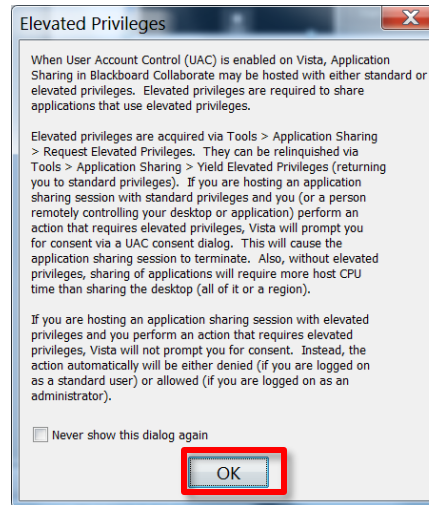 Elevated Privileges
When User Account Control (UAC) is enabled on Vista, Application
Sharing in Blackboard Collaborate may be hosted with either standard or
elevated privileges.  Elevated privileges are required to share
applications that use elevated privileges.
Elevated privileges are acquired via Tools > Application Sharing
> Request Elevated Privileges.  They can be relinquished via
Tools > Application Sharing > Yield Elevated Privileges (returning
you to standard privileges).  If you are hosting an application
sharing session with standard privileges and you (or a person
remotely controlling your desktop or application) perform an
action that requires elevated privileges, Vista will prompt you
for consent via a UAC consent dialog.  This will cause the
application sharing session to terminate.  Also, without elevated
privileges, sharing of applications will require more host CPU
time than sharing the desktop (all of it or a region).
If you are hosting an application sharing session with elevated
privileges and you perform an action that requires elevated
privileges, Vista will not prompt you for consent.  Instead, the
action automatically will be either denied (if you are logged on
as a standard user) or allowed (if you are logged on as an
administrator).
Never show this dialog again
OK